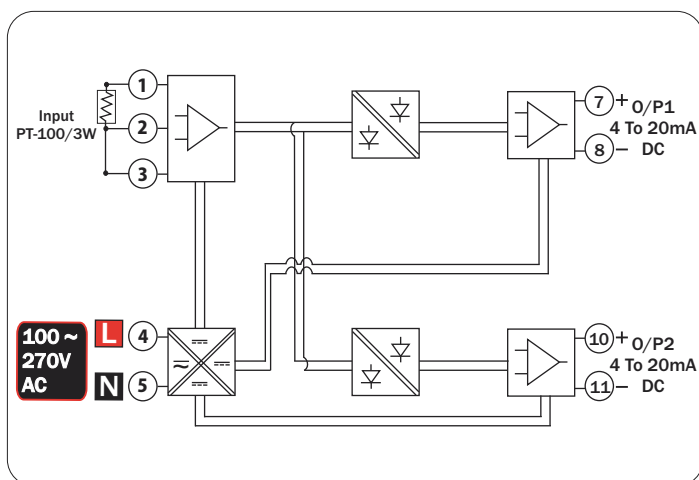 1
Input
PT-100/3W
2
3
7 + O/P1
4 To 20mA
8 – DC
100 ~
270V
AC
L
4
N
5
10 + O/P2
4 To 20mA
11 – DC